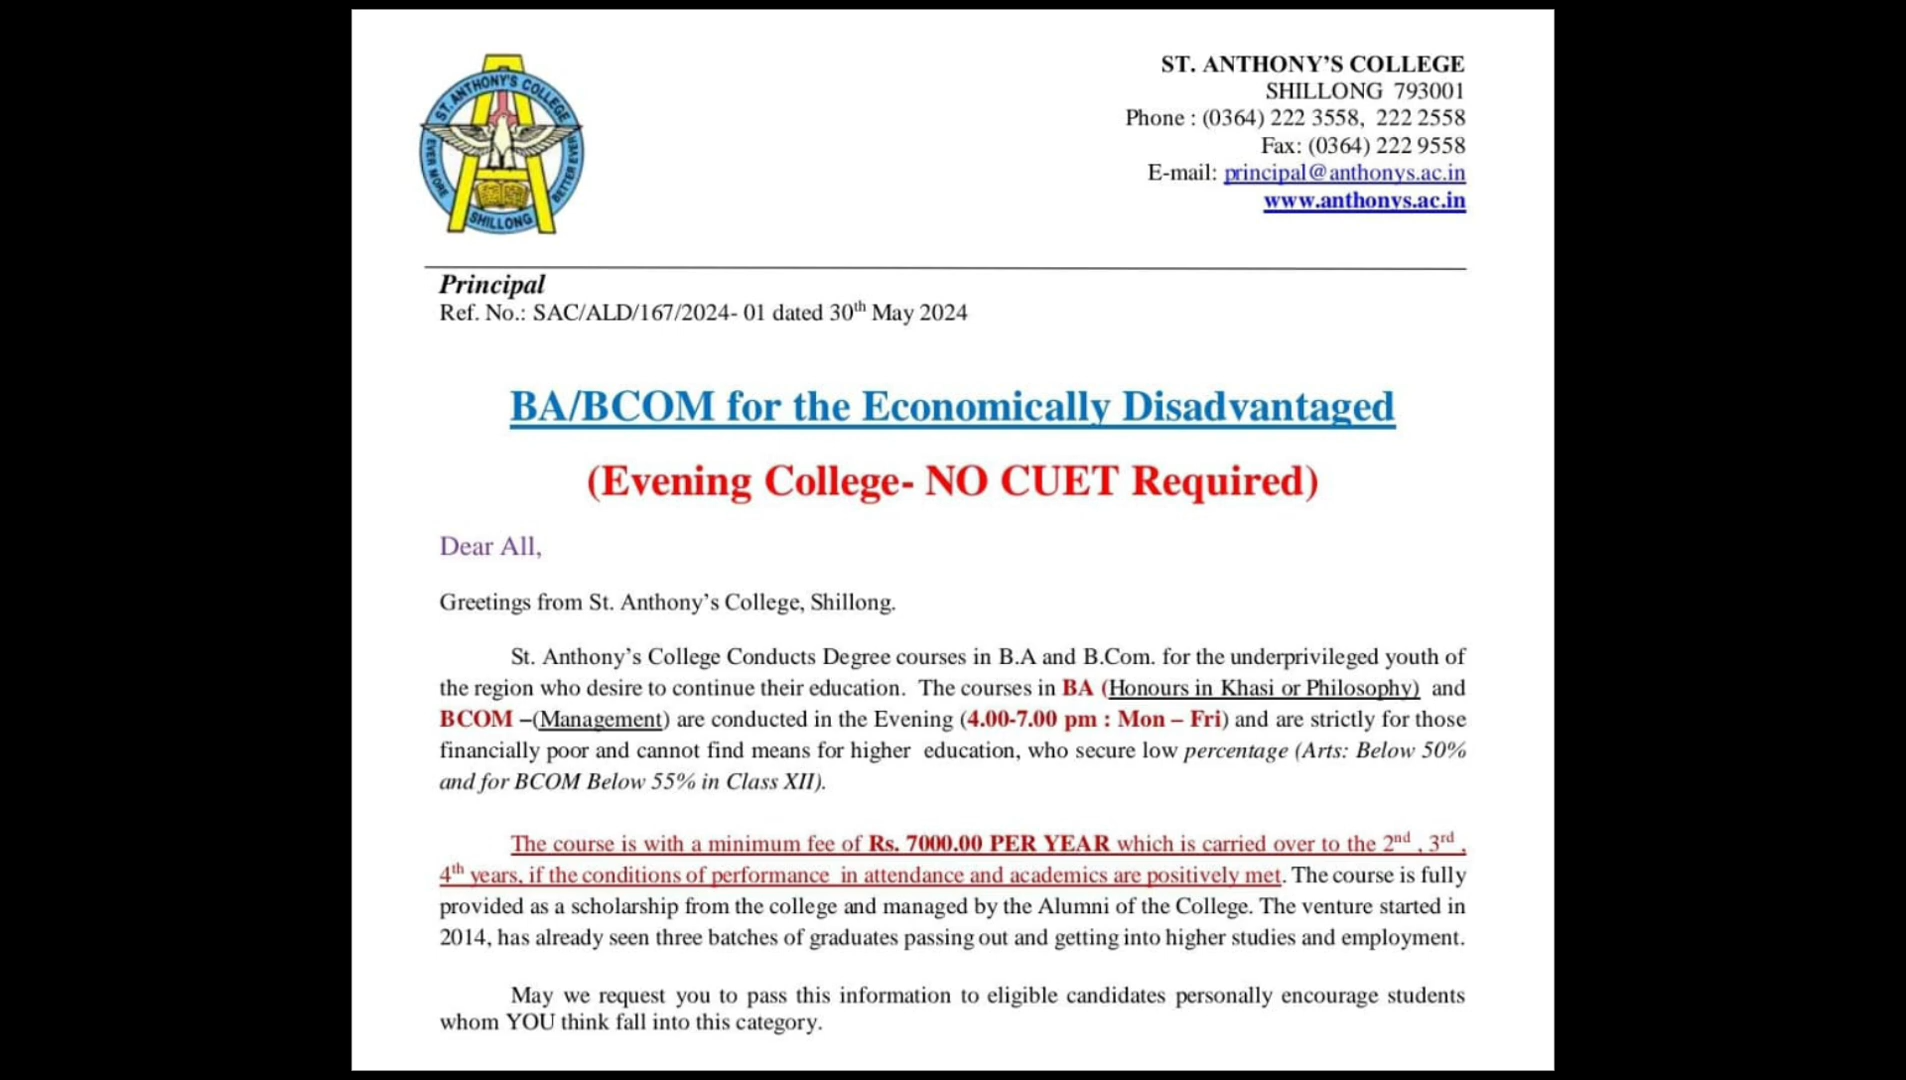 ST. ANTHONY'S COLLEGE
EVER MORE
BETTER EVER
SHILLONG
ST. ANTHONY’S COLLEGE
SHILLONG 793001
Phone : (0364) 222 3558, 222 2558
Fax: (0364) 222 9558
E-mail: principal@anthonys.ac.in
www.anthonys.ac.in
Principal
Ref. No.: SAC/ALD/167/2024- 01 dated 30th May 2024
BA/BCOM for the Economically Disadvantaged
(Evening College- NO CUET Required)
Dear All,
Greetings from St. Anthony’s College, Shillong.
St. Anthony’s College Conducts Degree courses in B.A and B.Com. for the underprivileged youth of
the region who desire to continue their education. The courses in BA (Honours in Khasi or Philosophy) and
BCOM –(Management) are conducted in the Evening (4.00-7.00 pm : Mon – Fri) and are strictly for those
financially poor and cannot find means for higher education, who secure low percentage (Arts: Below 50%
and for BCOM Below 55% in Class XII).
The course is with a minimum fee of Rs. 7000.00 PER YEAR which is carried over to the 2nd , 3rd ,
4th years, if the conditions of performance in attendance and academics are positively met. The course is fully
provided as a scholarship from the college and managed by the Alumni of the College. The venture started in
2014, has already seen three batches of graduates passing out and getting into higher studies and employment.
May we request you to pass this information to eligible candidates personally encourage students
whom YOU think fall into this category.